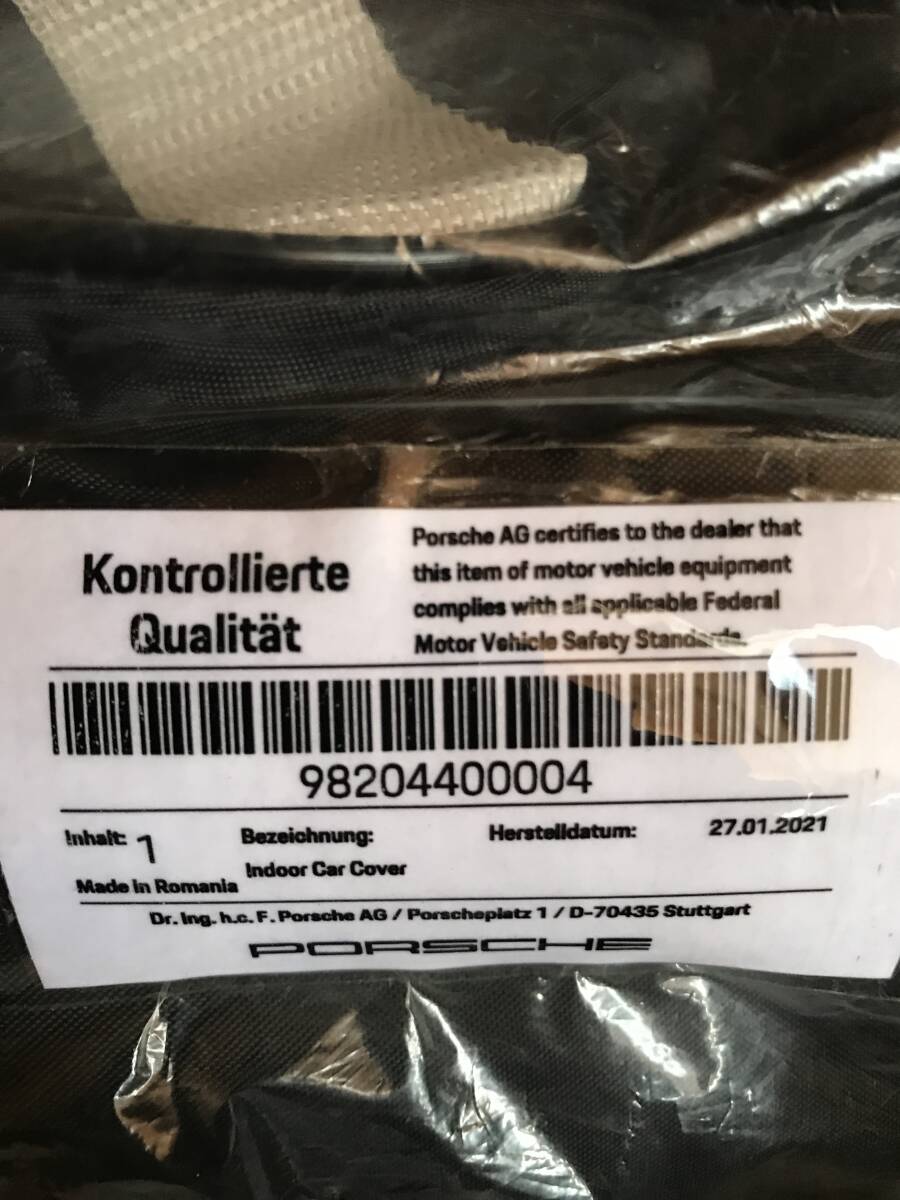 Kontrollierte
Qualität
Porsche AG certifies to the dealer that
this item of motor vehicle equipment
complies with all applicable Federal
Motor Vehicle Safety Standards.
98204400004
Inhalt: 1
Bezeichnung:
Indoor Car Cover
Herstelldatum: 27.01.2021
Made in Romania
Dr. Ing. h.c. F. Porsche AG / Porscheplatz 1 / D-70435 Stuttgart
PORSCHE